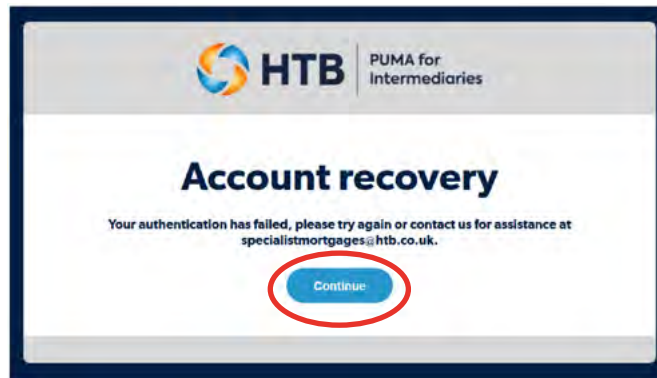 HTB
PUMA for
Intermediaries
Account recovery
Your authentication has failed, please try again or contact us for assistance at
specialistmortgages@htb.co.uk.
Continue